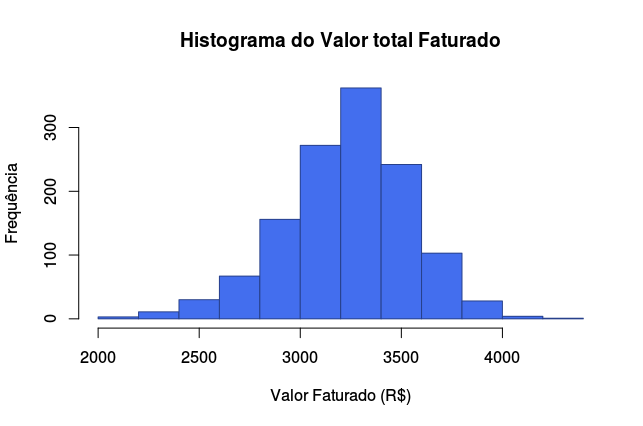 Histograma do Valor total Faturado
Frequência
300
200
100
0
2000 2500 3000 3500 4000
Valor Faturado (R$)